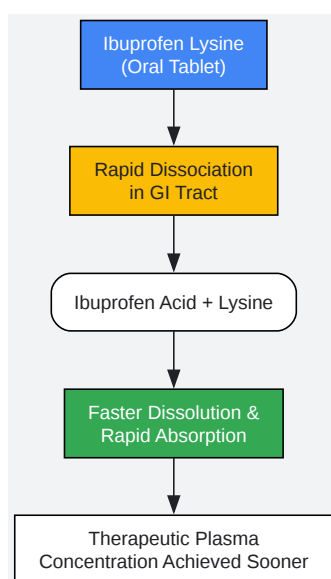 Ibuprofen Lysine
(Oral Tablet)
Rapid Dissociation
in GI Tract
Ibuprofen Acid + Lysine
Faster Dissolution &
Rapid Absorption
Therapeutic Plasma
Concentration Achieved Sooner